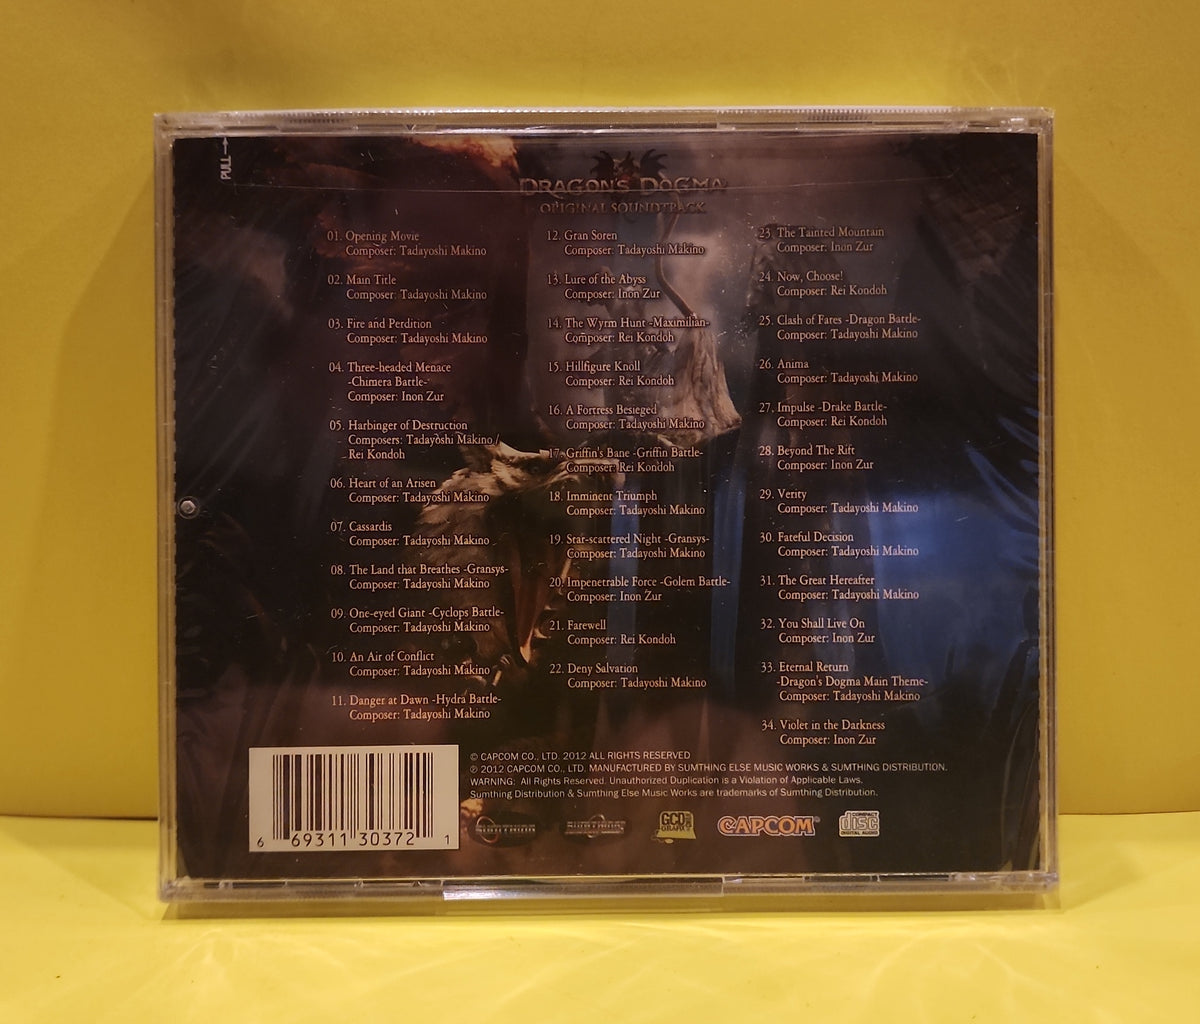 PULL→
DRAGON'S DOGMA
ORIGINAL SOUNDTRACK
01. Opening Movie
Composer: Tadayoshi Makino
02. Main Title
Composer: Tadayoshi Makino
03. Fire and Perdition
Composer: Tadayoshi Makino
04. Three-headed Menace
-Chimera Battle-
Composer: Inon Zur
05. Harbinger of Destruction
Composers: Tadayoshi Makino /
Rei Kondoh
06. Heart of an Arisen
Composer: Tadayoshi Makino
07. Cassardis
Composer: Tadayoshi Makino
08. The Land that Breathes -Gransys-
Composer: Tadayoshi Makino
09. One-eyed Giant -Cyclops Battle-
Composer: Tadayoshi Makino
10. An Air of Conflict
Composer: Tadayoshi Makino
11. Danger at Dawn -Hydra Battle-
Composer: Tadayoshi Makino
12. Gran Soren
Composer: Tadayoshi Makino
13. Lure of the Abyss
Composer: Inon Zur
14. The Wyrm Hunt -Maximilian-
Composer: Rei Kondoh
15. Hillfigure Knoll
Composer: Rei Kondoh
16. A Fortress Besieged
Composer: Tadayoshi Makino
17. Griffin's Bane -Griffin Battle-
Composer: Rei Kondoh
18. Imminent Triumph
Composer: Tadayoshi Makino
19. Star-scattered Night -Gransys-
Composer: Tadayoshi Makino
20. Impenetrable Force -Golem Battle-
Composer: Inon Zur
21. Farewell
Composer: Rei Kondoh
22. Deny Salvation
Composer: Tadayoshi Makino
23. The Tainted Mountain
Composer: Inon Zur
24. Now, Choose!
Composer: Rei Kondoh
25. Clash of Fares -Dragon Battle-
Composer: Tadayoshi Makino
26. Anima
Composer: Tadayoshi Makino
27. Impulse -Drake Battle-
Composer: Rei Kondoh
28. Beyond The Rift
Composer: Inon Zur
29. Verity
Composer: Tadayoshi Makino
30. Fateful Decision
Composer: Tadayoshi Makino
31. The Great Hereafter
Composer: Tadayoshi Makino
32. You Shall Live On
Composer: Inon Zur
33. Eternal Return
-Dragon's Dogma Main Theme-
Composer: Tadayoshi Makino
34. Violet in the Darkness
Composer: Inon Zur
© CAPCOM CO., LTD. 2012 ALL RIGHTS RESERVED
℗ 2012 CAPCOM CO., LTD. MANUFACTURED BY SUMTHING ELSE MUSIC WORKS & SUMTHING DISTRIBUTION.
WARNING: All Rights Reserved. Unauthorized Duplication is a Violation of Applicable Laws.
Sumthing Distribution & Sumthing Else Music Works are trademarks of Sumthing Distribution.
6 69311 30372 1
SUMTHING
SUMTHING
CAPCOM®
COMPACT
disc
DIGITAL AUDIO